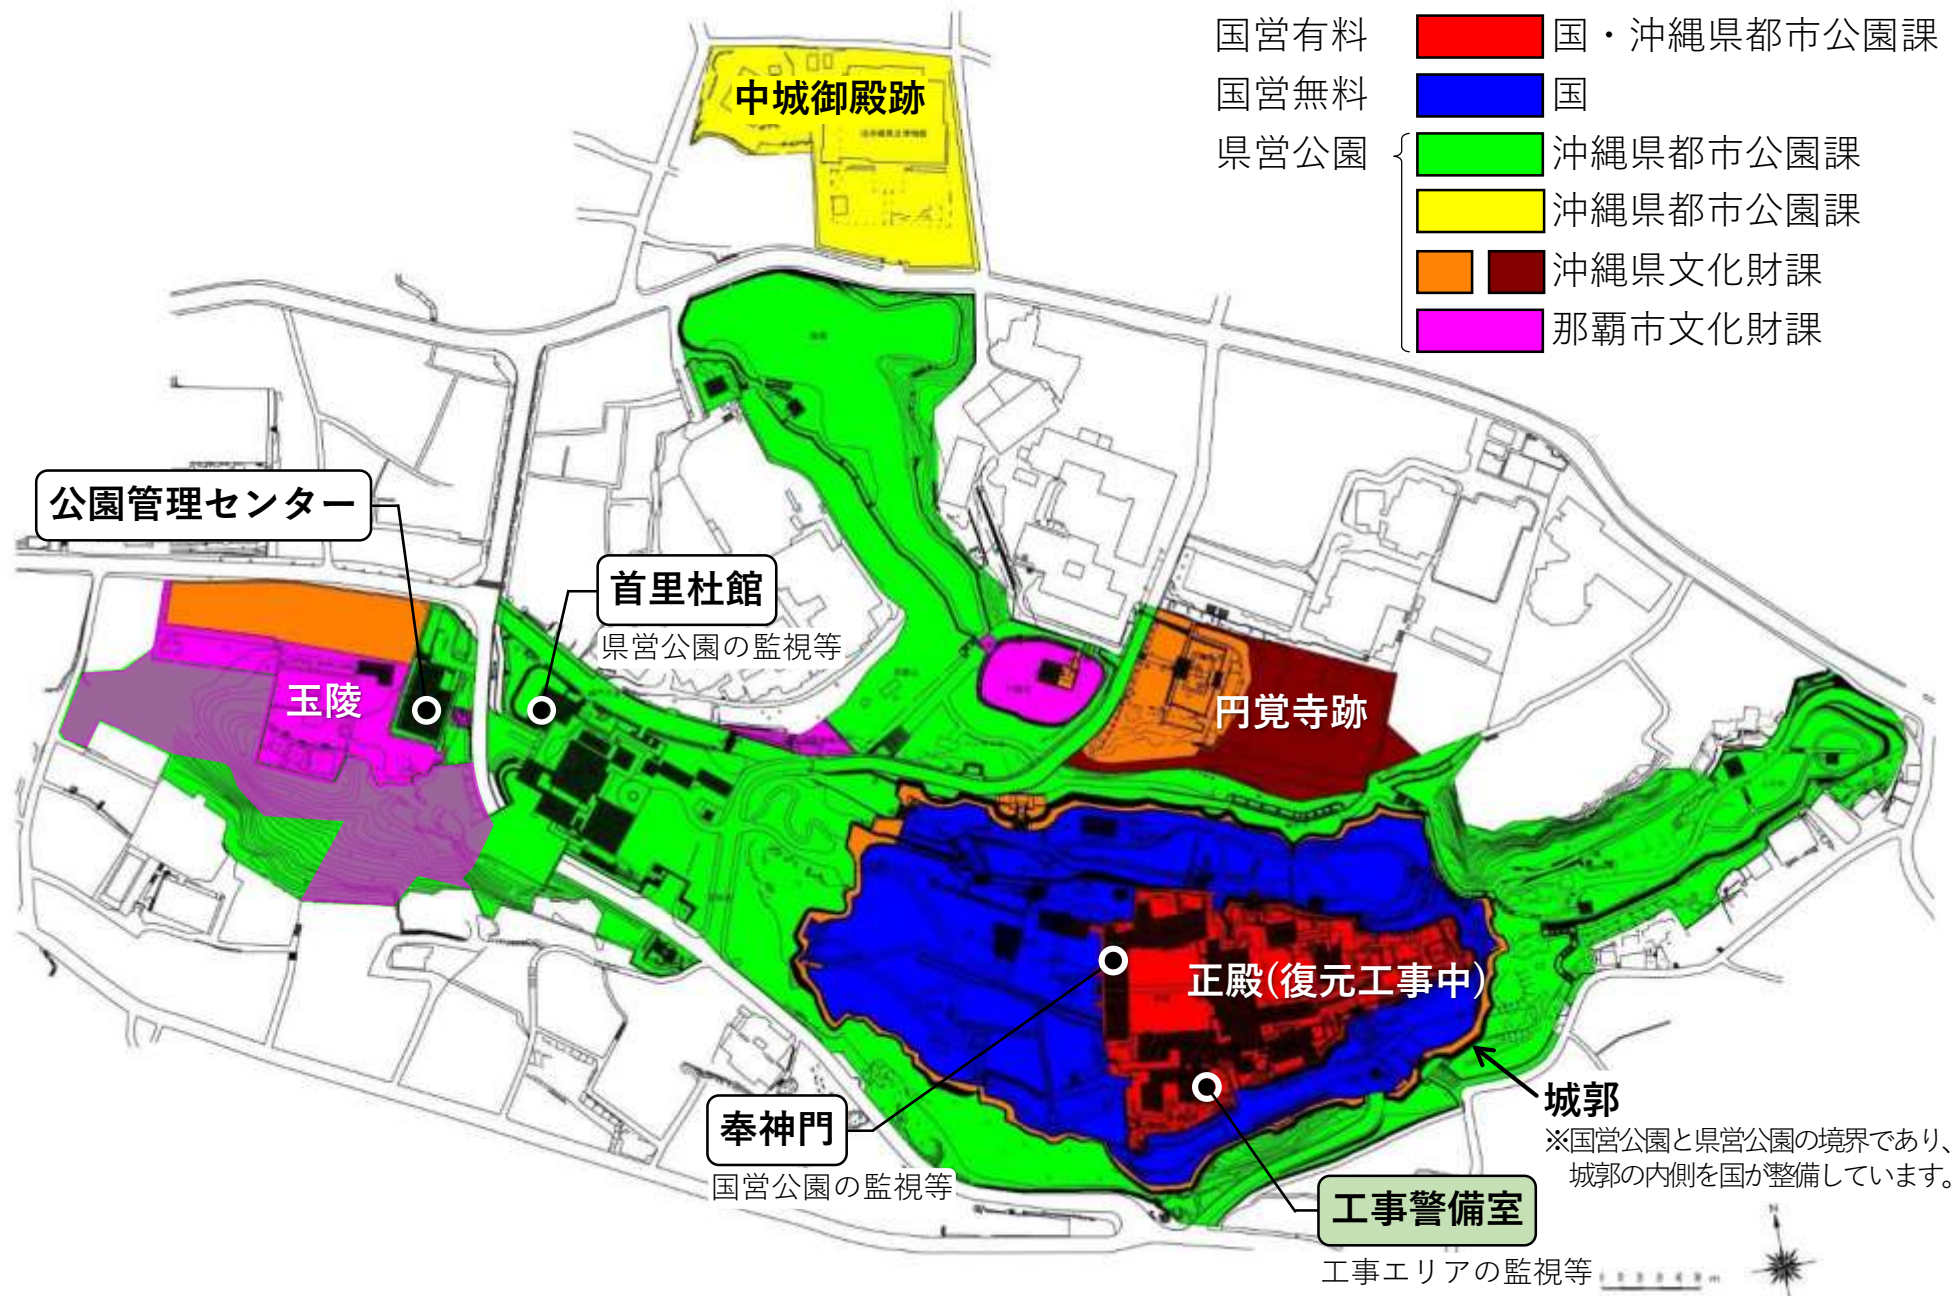 国営有料
国・沖縄県都市公園課
国営無料
国
県営公園
沖縄県都市公園課
沖縄県都市公園課
沖縄県文化財課
那覇市文化財課
中城御殿跡
公園管理センター
首里杜館
県営公園の監視等
玉陵
円覚寺跡
正殿(復元工事中)
城郭
※国営公園と県営公園の境界であり、
城郭の内側を国が整備しています。
奉神門
国営公園の監視等
工事警備室
工事エリアの監視等
N
m